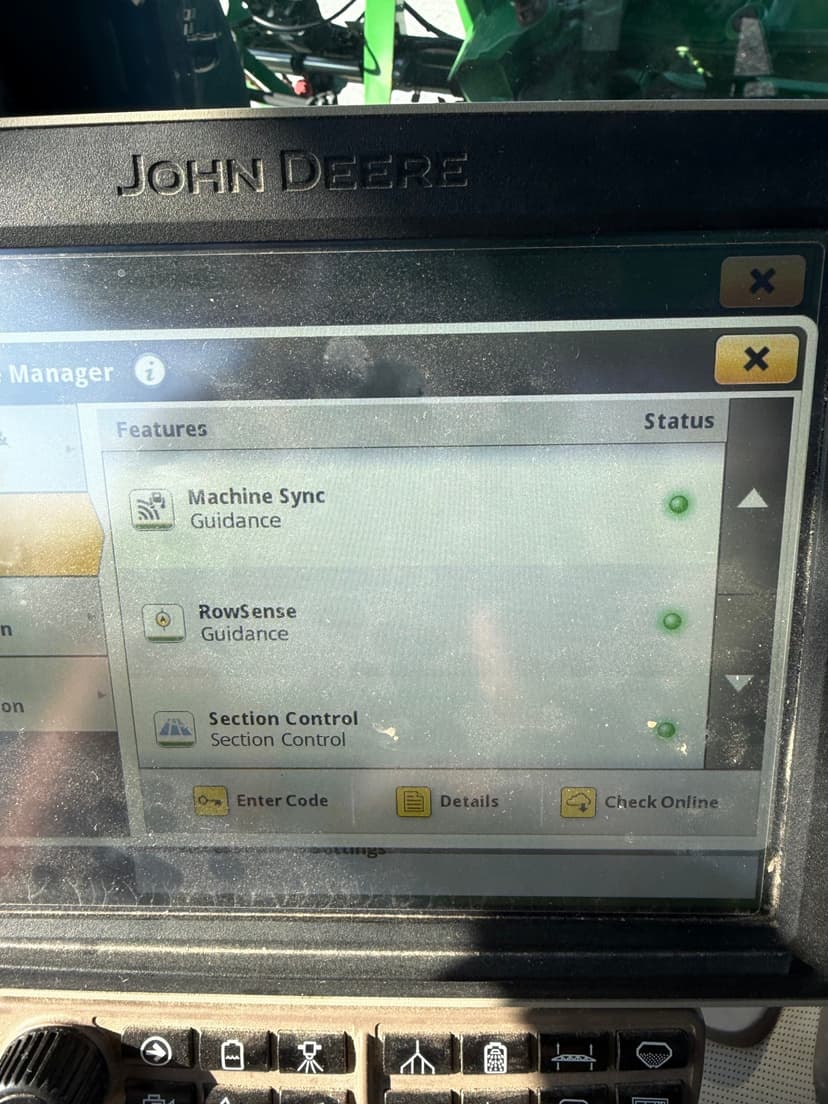 JOHN DEERE
Manager
Features
Status
Machine Sync
Guidance
RowSense
Guidance
n
Section Control
Section Control
on
Enter Code
Details
Check Online